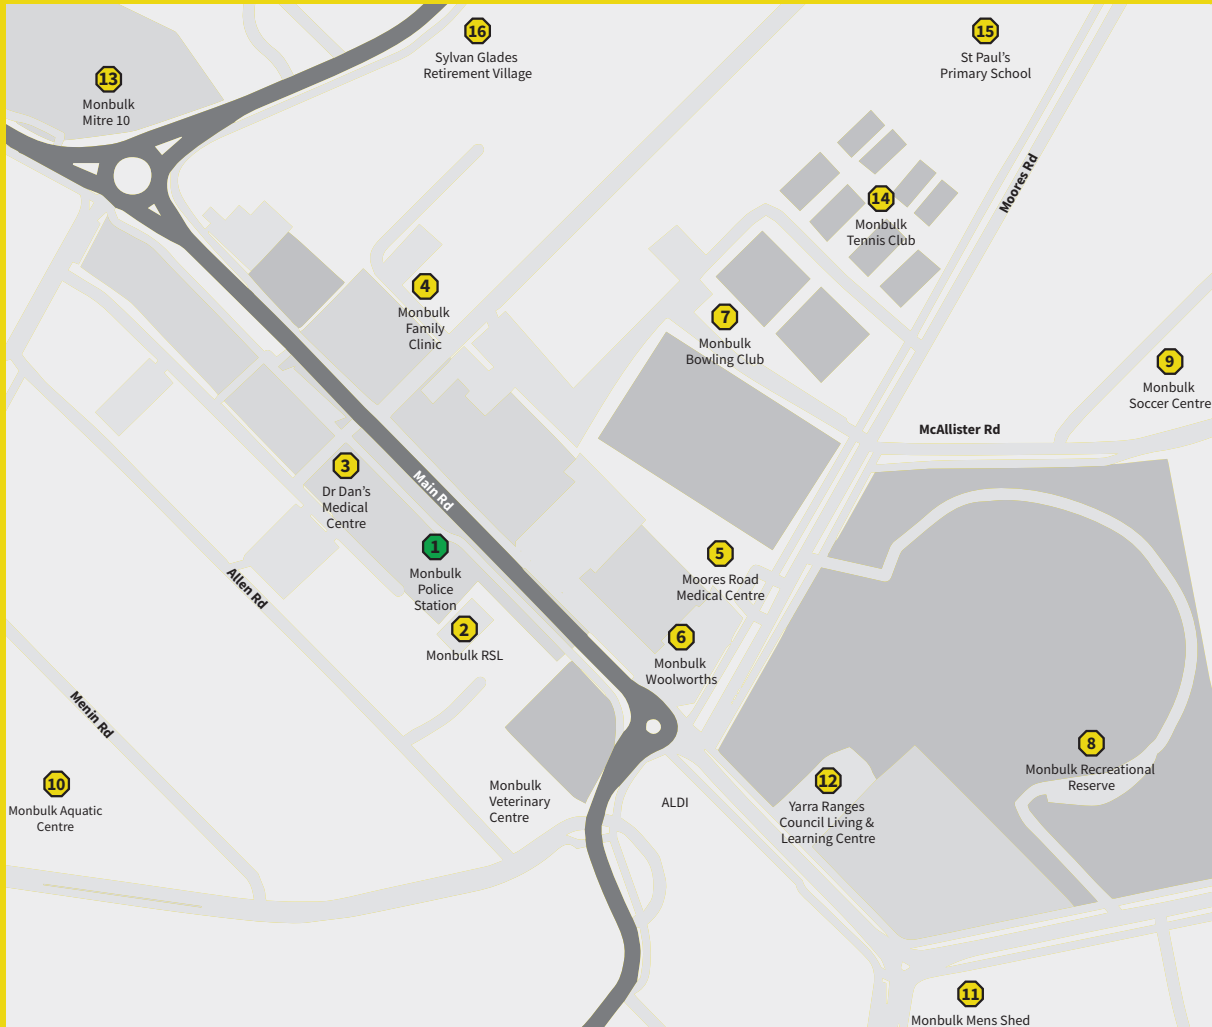 16
Sylvan Glades
Retirement Village
15
St Paul's
Primary School
13
Monbulk
Mitre 10
Moores Rd
14
Monbulk
Tennis Club
4
Monbulk
Family
Clinic
7
Monbulk
Bowling Club
9
Monbulk
Soccer Centre
McAllister Rd
3
Dr Dan's
Medical
Centre
Main Rd
1
Monbulk
Police
Station
5
Moores Road
Medical Centre
Allen Rd
2
Monbulk RSL
6
Monbulk
Woolworths
Menin Rd
8
Monbulk Recreational
Reserve
10
Monbulk Aquatic
Centre
Monbulk
Veterinary
Centre
ALDI
12
Yarra Ranges
Council Living &
Learning Centre
11
Monbulk Mens Shed